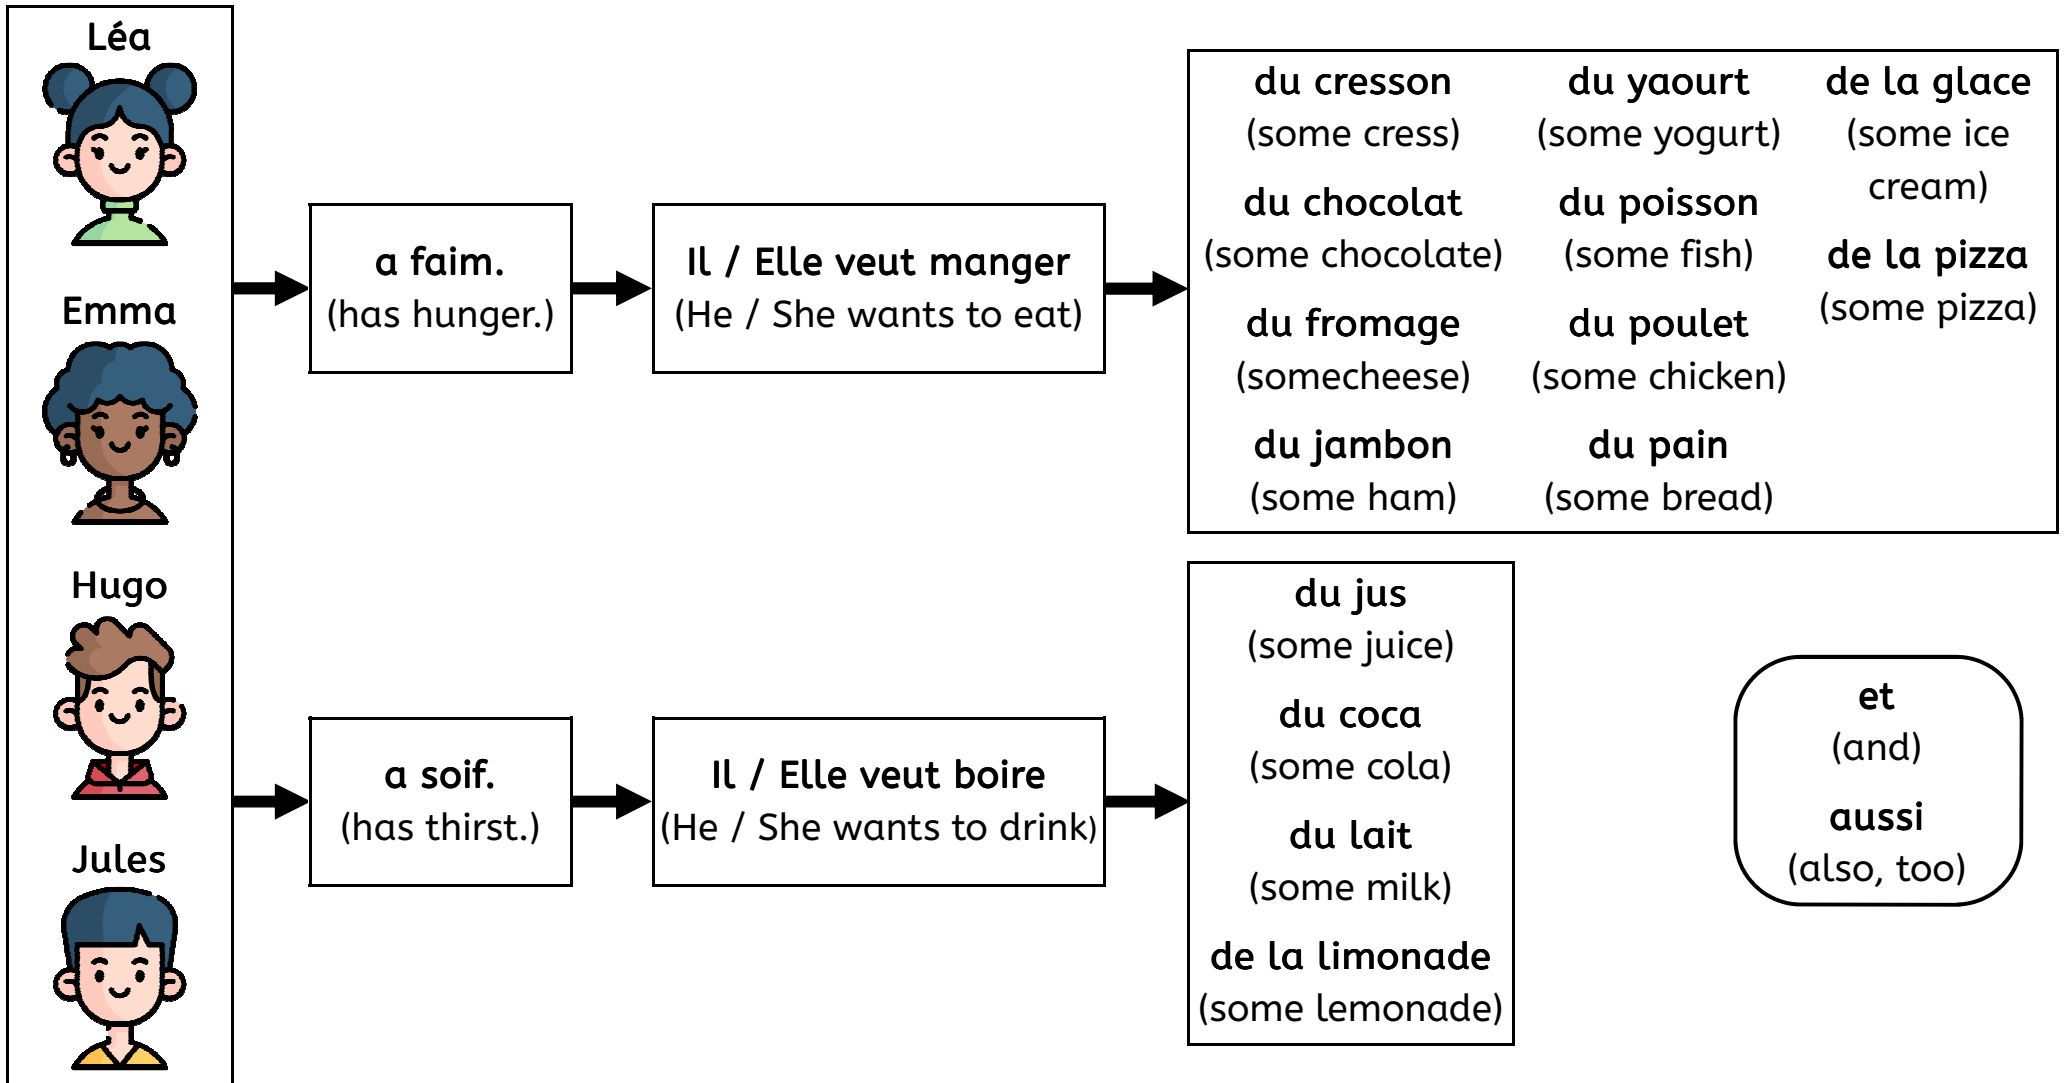 Léa
Emma
Hugo
Jules
a faim.
(has hunger.)
Il / Elle veut manger
(He / She wants to eat)
du cresson
(some cress)
du chocolat
(some chocolate)
du fromage
(somecheese)
du jambon
(some ham)
du yaourt
(some yogurt)
du poisson
(some fish)
du poulet
(some chicken)
du pain
(some bread)
de la glace
(some ice
cream)
de la pizza
(some pizza)
a soif.
(has thirst.)
Il / Elle veut boire
(He / She wants to drink)
du jus
(some juice)
du coca
(some cola)
du lait
(some milk)
de la limonade
(some lemonade)
et
(and)
aussi
(also, too)